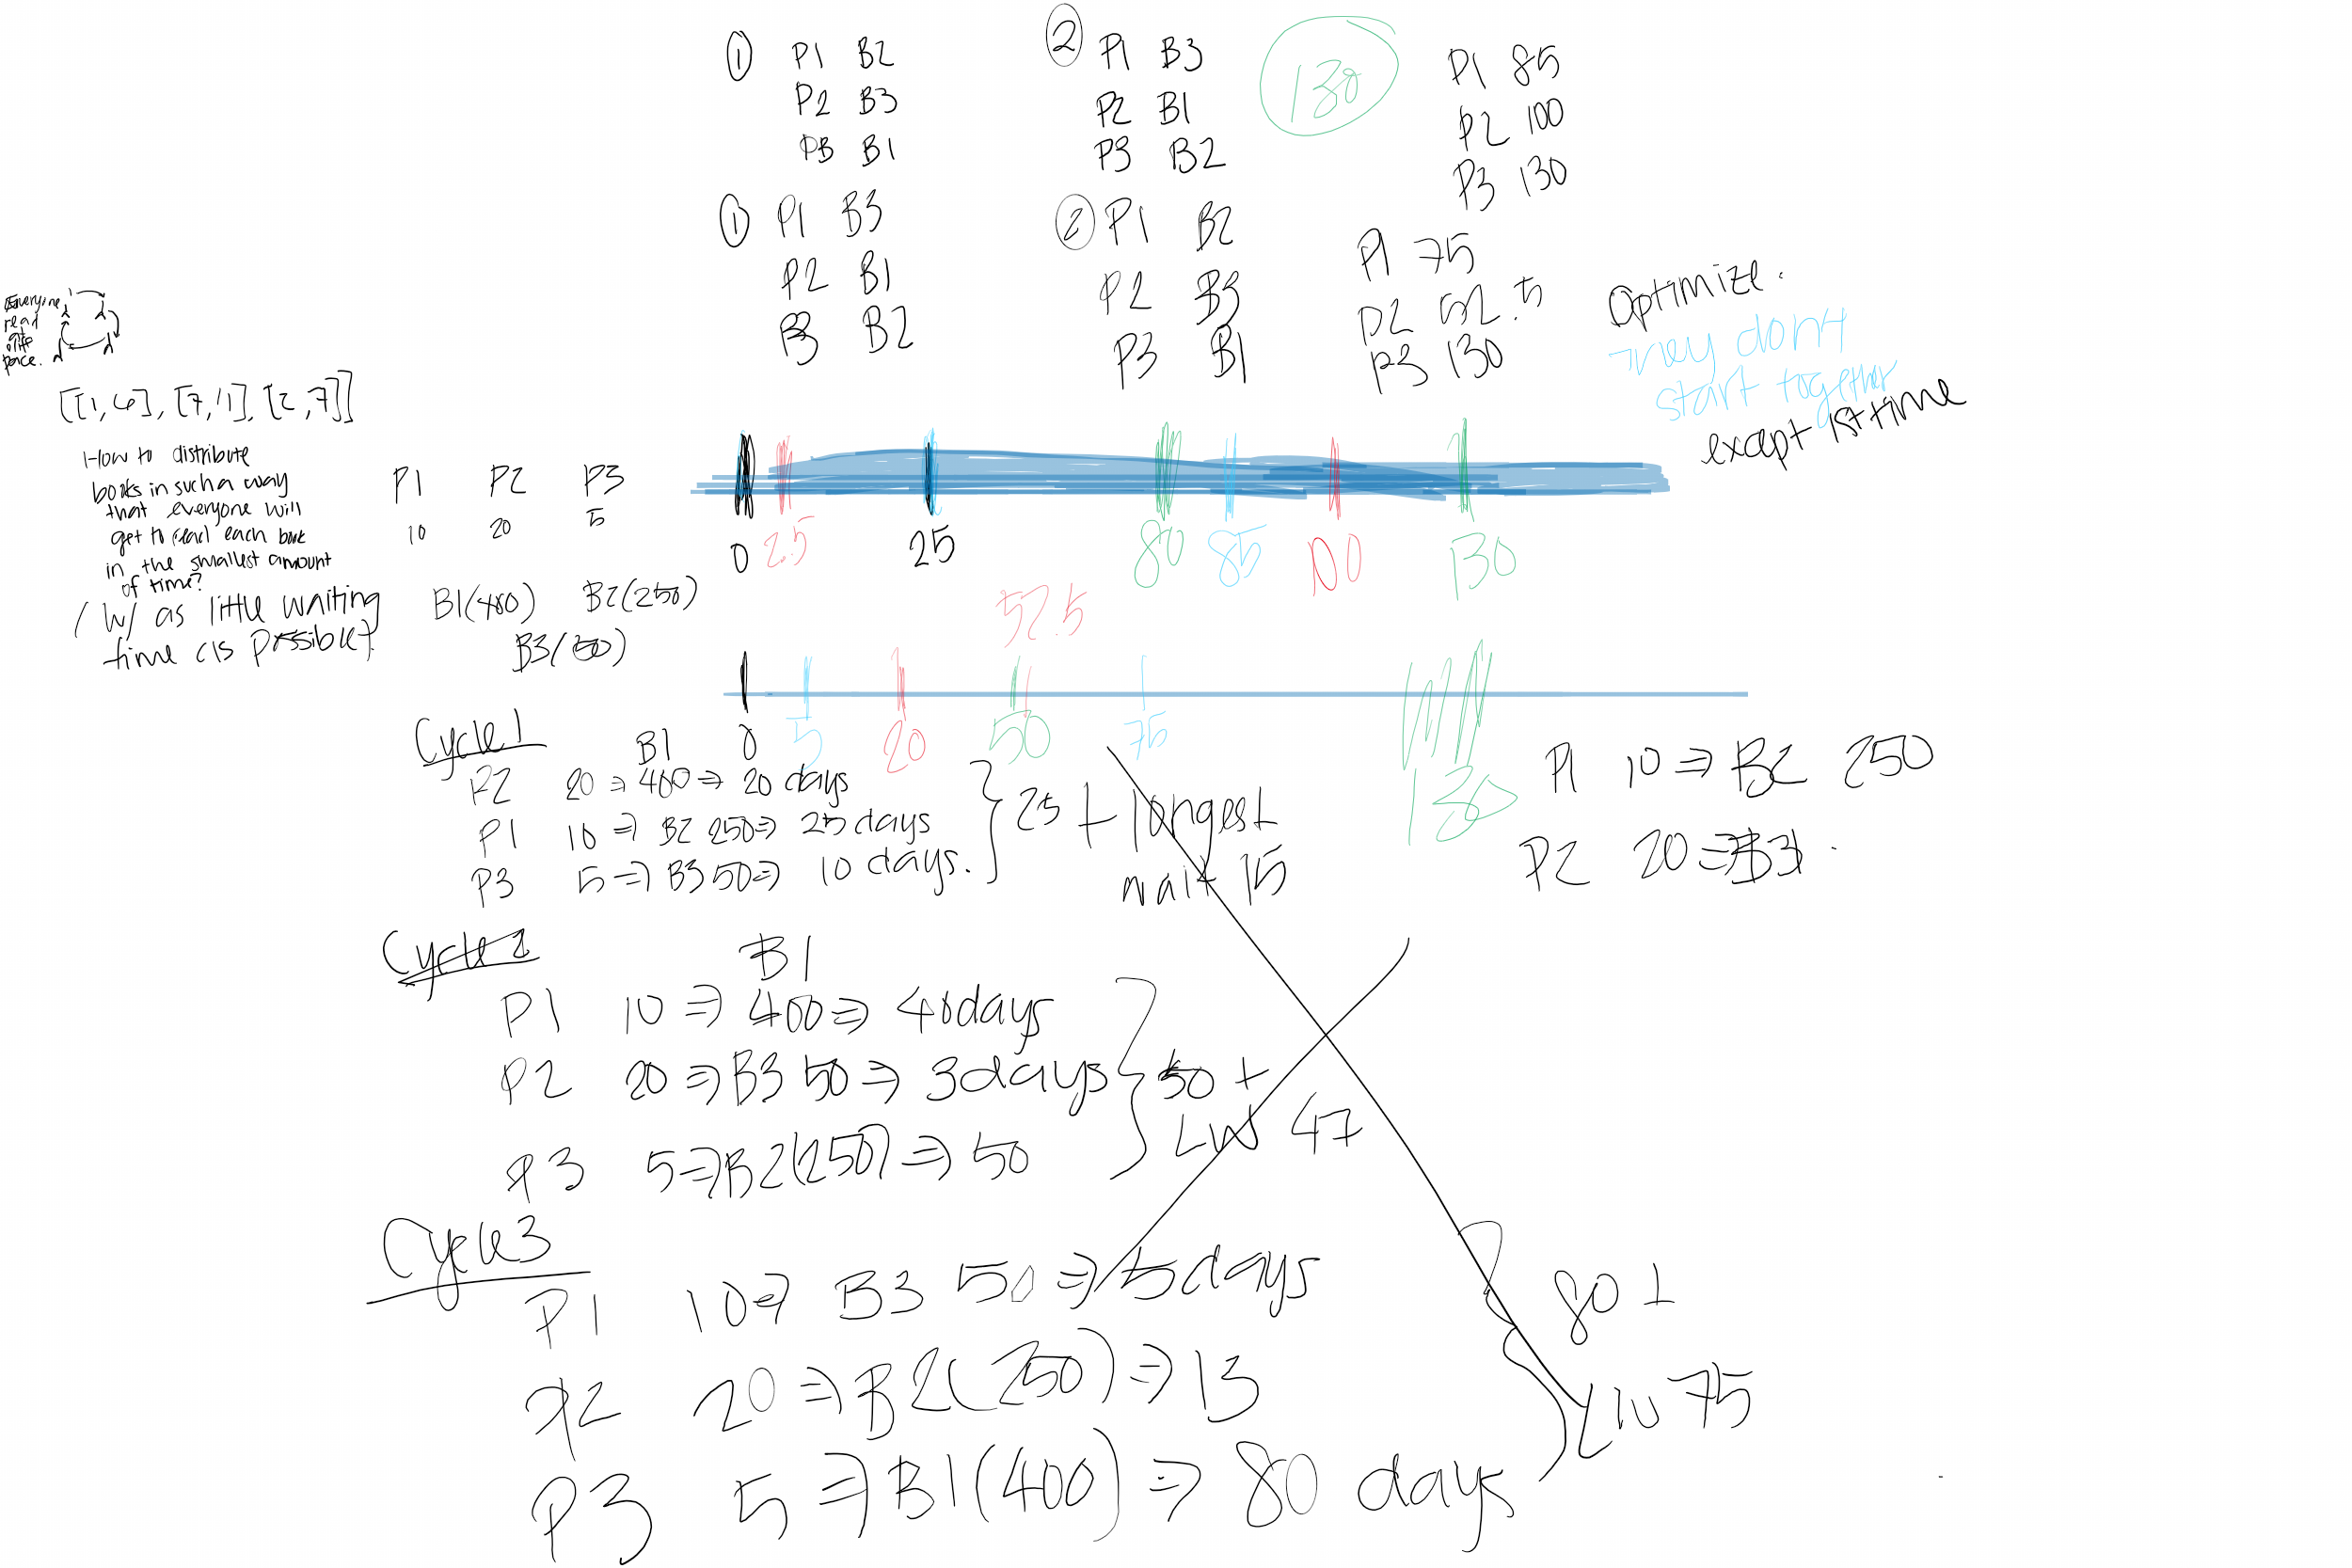 Everyone
read
at
diff
pace.
[[1,6], [7,1], [2,7]]
How to distribute
books in such a way
that everyone will
get to read each book
in the smallest amount
of time?
(w/ as little waiting
time as possible)
P1 P2 P3
10 20 5
B1(400) B2(250)
B3(50)
① P1 B2
P2 B3
P3 B1
② P1 B3
P2 B1
P3 B2
130
P1 85
P2 100
P3 130
① P1 B3
P2 B1
P3 B2
② P1 B2
P2 B3
P3 B1
P1 75
P2 52.5
P3 130
Optimize.
They don't
start together
except 1st time
0 2.5 25 80 85 100 130
52.5
0 5 20 50 75 130
Cycle 1
B1
P2 20 ⇒ 400 ⇒ 20 days
P1 10 ⇒ B2 250 ⇒ 25 days
P3 5 ⇒ B3 50 ⇒ 10 days.
25 + longest
wait 15
P1 10 ⇒ B2 250
P2 20 ⇒
Cycle 2
B1
P1 10 ⇒ 400 ⇒ 40 days
P2 20 ⇒ B3 50 ⇒ 3 days
P3 5 ⇒ B2(250) ⇒ 50
50 +
LW 47
Cycle 3
P1 10 ⇒ B3 50 ⇒ 5 days
P2 20 ⇒ B2(250) ⇒ 13
P3 5 ⇒ B1(400) ⇒ 80 days
80 +
LW 75